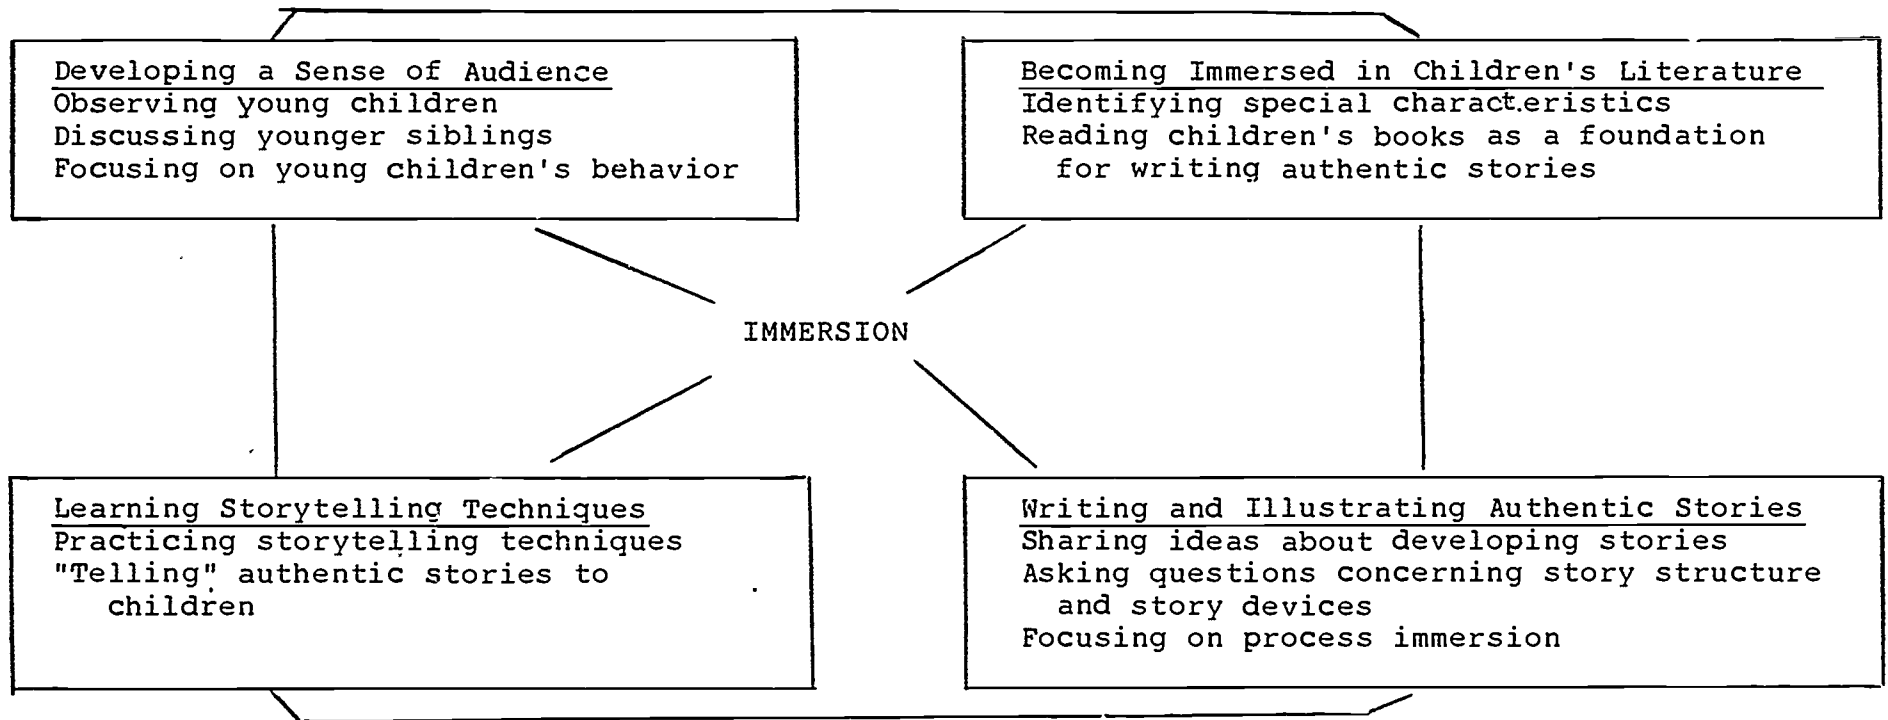 Developing a Sense of Audience
Observing young children
Discussing younger siblings
Focusing on young children's behavior
Becoming Immersed in Children's Literature
Identifying special characteristics
Reading children's books as a foundation
for writing authentic stories
IMMERSION
Learning Storytelling Techniques
Practicing storytelling techniques
"Telling" authentic stories to
children
Writing and Illustrating Authentic Stories
Sharing ideas about developing stories
Asking questions concerning story structure
and story devices
Focusing on process immersion